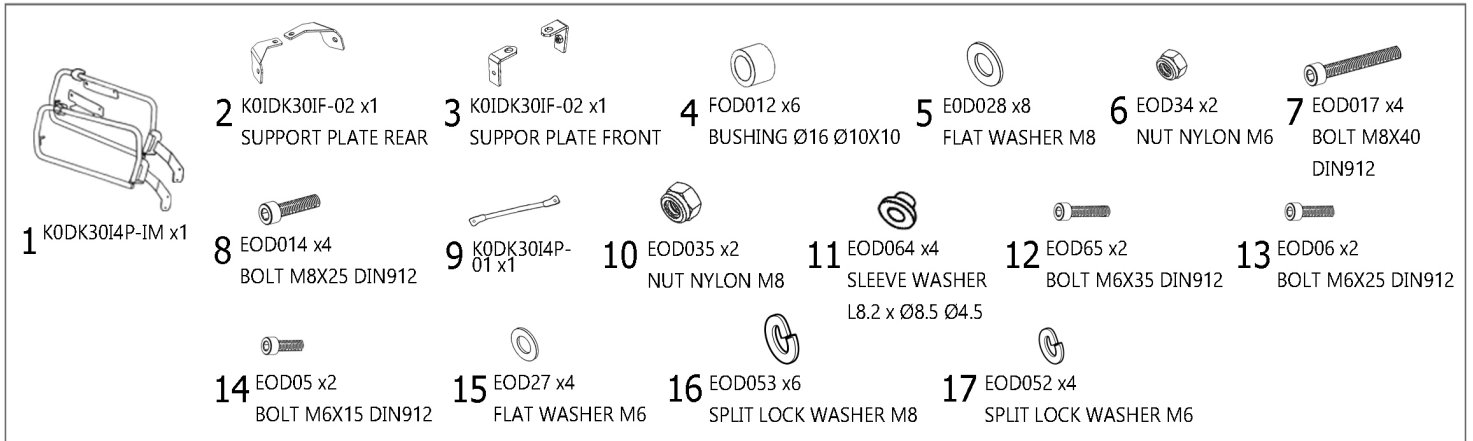 2 K0IDK30IF-02 x1
SUPPORT PLATE REAR
3 K0IDK30IF-02 x1
SUPPOR PLATE FRONT
4 FOD012 x6
BUSHING Ø16 Ø10X10
5 E0D028 x8
FLAT WASHER M8
6 EOD34 x2
NUT NYLON M6
7 EOD017 x4
BOLT M8X40
DIN912
1 K0DK30I4P-IM x1
8 EOD014 x4
BOLT M8X25 DIN912
9 K0DK30I4P-
01 x1
10 EOD035 x2
NUT NYLON M8
11 EOD064 x4
SLEEVE WASHER
L8.2 x Ø8.5 Ø4.5
12 EOD65 x2
BOLT M6X35 DIN912
13 EOD06 x2
BOLT M6X25 DIN912
14 EOD05 x2
BOLT M6X15 DIN912
15 EOD27 x4
FLAT WASHER M6
16 EOD053 x6
SPLIT LOCK WASHER M8
17 EOD052 x4
SPLIT LOCK WASHER M6